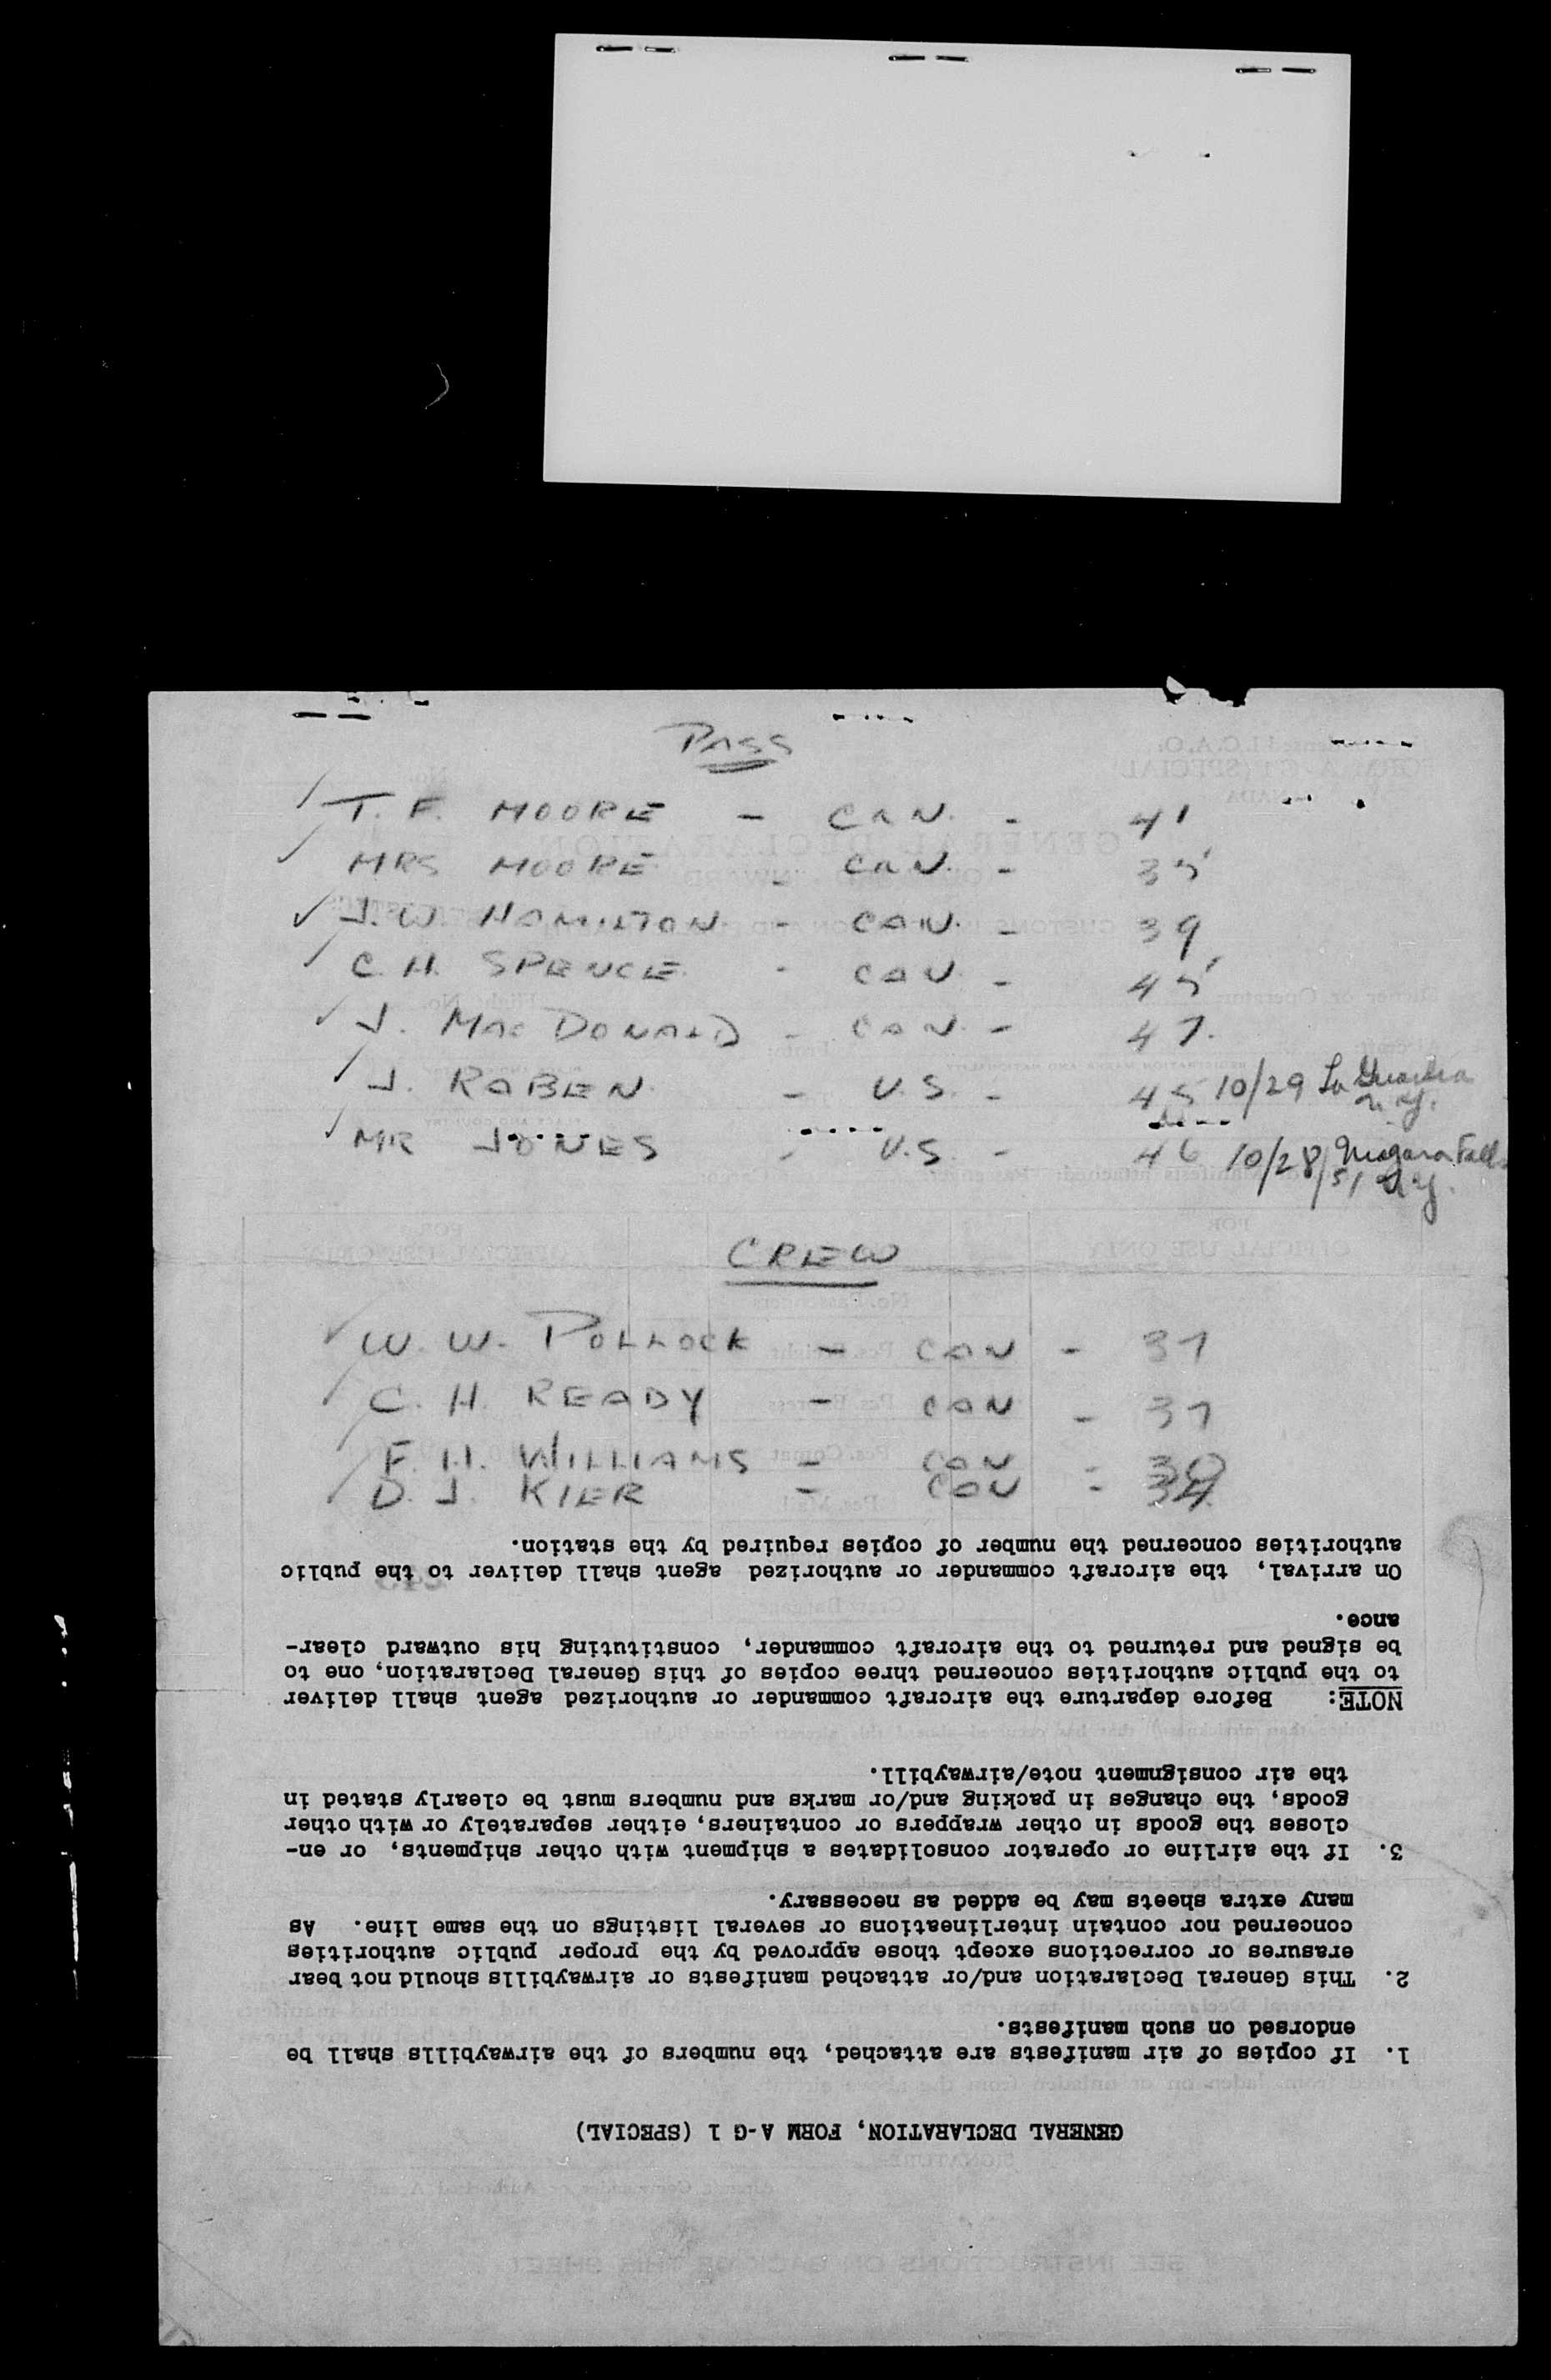 PASS
T. F. MOORE - CAN. - 41
MRS MOORE - CAN. - 35
J. W. HAMILTON - CAN. - 39
C. H. SPENCE - CAN. - 45
J. MACDONALD - CAN. - 47.
J. RABEN - U.S. - 45 10/29 La Guardia
N.Y.
MR JONES - U.S. - 46 10/28/51 Niagara Falls
N.Y.
CREW
W. W. POLLOCK - CAN - 37
C. H. READY - CAN - 37
F. H. WILLIAMS - CAN -
D. J. KIER - CAN - 34
GENERAL DECLARATION, FORM A-G 1 (SPECIAL)
1. If copies of air manifests are attached, the numbers of the airwaybills shall be
endorsed on such manifests.
2. This General Declaration and/or attached manifests or airwaybills should not bear
erasures or corrections except those approved by the proper public authorities
concerned nor contain interlineations or several listings on the same line. As
many extra sheets may be added as necessary.
3. If the airline or operator consolidates a shipment with other shipments, or en-
closes the goods in other wrappers or containers, either separately or with other
goods, the changes in packing and/or marks and numbers must be clearly stated in
the air consignment note/airwaybill.
NOTE: Before departure the aircraft commander or authorized agent shall deliver
to the public authorities concerned three copies of this General Declaration, one to
be signed and returned to the aircraft commander, constituting his outward clear-
ance.
On arrival, the aircraft commander or authorized agent shall deliver to the public
authorities concerned the number of copies required by the station.